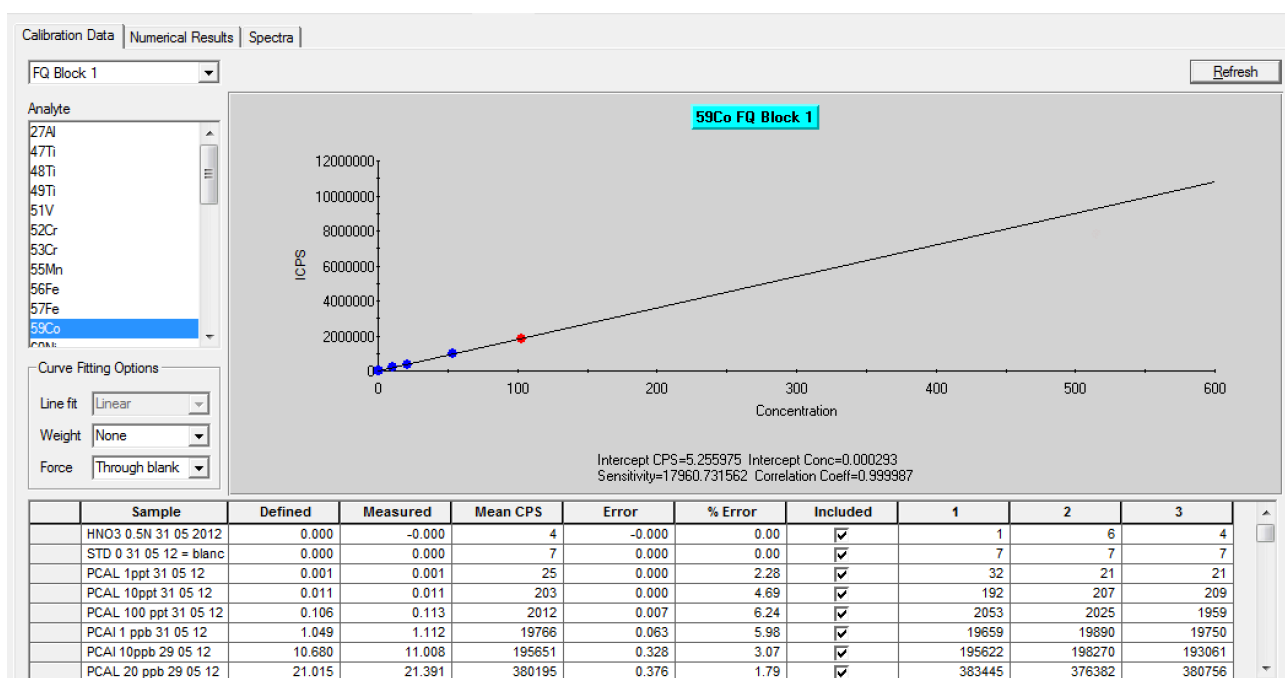 Calibration Data Numerical Results Spectra
FQ Block 1
Refresh
Analyte
27Al
47Ti
48Ti
49Ti
51V
52Cr
53Cr
55Mn
56Fe
57Fe
59Co
Curve Fitting Options
Line fit Linear
Weight None
Force Through blank
59Co FQ Block 1
12000000
10000000
8000000
6000000
4000000
2000000
0
ICPS
0 100 200 300 400 500 600
Concentration
Intercept CPS=5.255975 Intercept Conc=0.000293
Sensitivity=17960.731562 Correlation Coeff=0.999987
Sample Defined Measured Mean CPS Error % Error Included 1 2 3
HNO3 0.5N 31 05 2012 0.000 -0.000 4 -0.000 0.00 1 6 4
STD 0 31 05 12 = blanc 0.000 0.000 7 0.000 0.00 7 7 7
PCAL 1ppt 31 05 12 0.001 0.001 25 0.000 2.28 32 21 21
PCAL 10ppt 31 05 12 0.011 0.011 203 0.000 4.69 192 207 209
PCAL 100 ppt 31 05 12 0.106 0.113 2012 0.007 6.24 2053 2025 1959
PCAl 1 ppb 31 05 12 1.049 1.112 19766 0.063 5.98 19659 19890 19750
PCAl 10ppb 29 05 12 10.680 11.008 195651 0.328 3.07 195622 198270 193061
PCAL 20 ppb 29 05 12 21.015 21.391 380195 0.376 1.79 383445 376382 380756